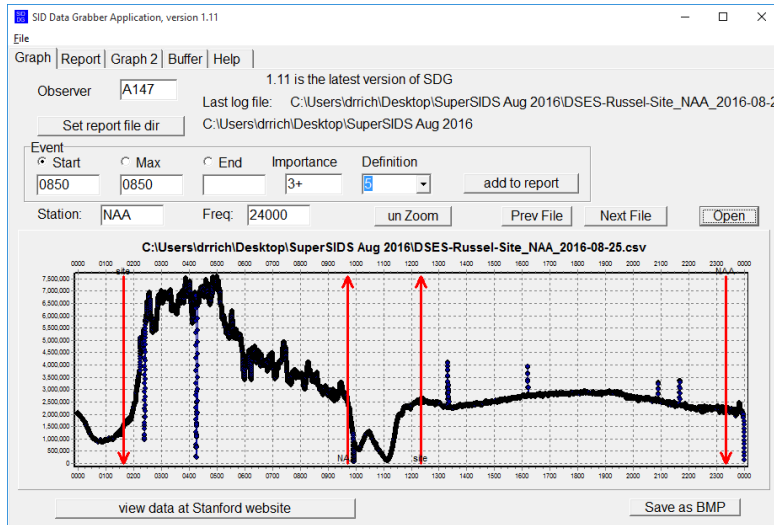 SID Data Grabber Application, version 1.11
File
Graph Report Graph 2 Buffer Help
Observer A147 1.11 is the latest version of SDG
Last log file: C:\Users\drrich\Desktop\SuperSIDS Aug 2016\DSES-Russel-Site_NAA_2016-08-2
Set report file dir C:\Users\drrich\Desktop\SuperSIDS Aug 2016
Event
Start Max End Importance Definition
0850 0850 3+ 5 add to report
Station: NAA Freq: 24000 un Zoom Prev File Next File Open
C:\Users\drrich\Desktop\SuperSIDS Aug 2016\DSES-Russel-Site_NAA_2016-08-25.csv
0000 0100 0200 0300 0400 0500 0600 0700 0800 0900 1000 1100 1200 1300 1400 1500 1600 1700 1800 1900 2000 2100 2200 2300 0000
site NAA
7,500,000
7,000,000
6,500,000
6,000,000
5,500,000
5,000,000
4,500,000
4,000,000
3,500,000
3,000,000
2,500,000
2,000,000
1,500,000
1,000,000
500,000
0
NA site
0000 0100 0200 0300 0400 0500 0600 0700 0800 0900 1000 1100 1200 1300 1400 1500 1600 1700 1800 1900 2000 2100 2200 2300 0000
view data at Stanford website Save as BMP